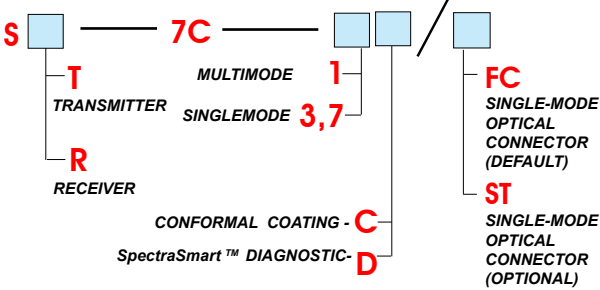 S 7C /
T
TRANSMITTER
R
RECEIVER
MULTIMODE 1
SINGLEMODE 3,7
CONFORMAL COATING - C
SpectraSmart ™ DIAGNOSTIC- D
FC
SINGLE-MODE
OPTICAL
CONNECTOR
(DEFAULT)
ST
SINGLE-MODE
OPTICAL
CONNECTOR
(OPTIONAL)